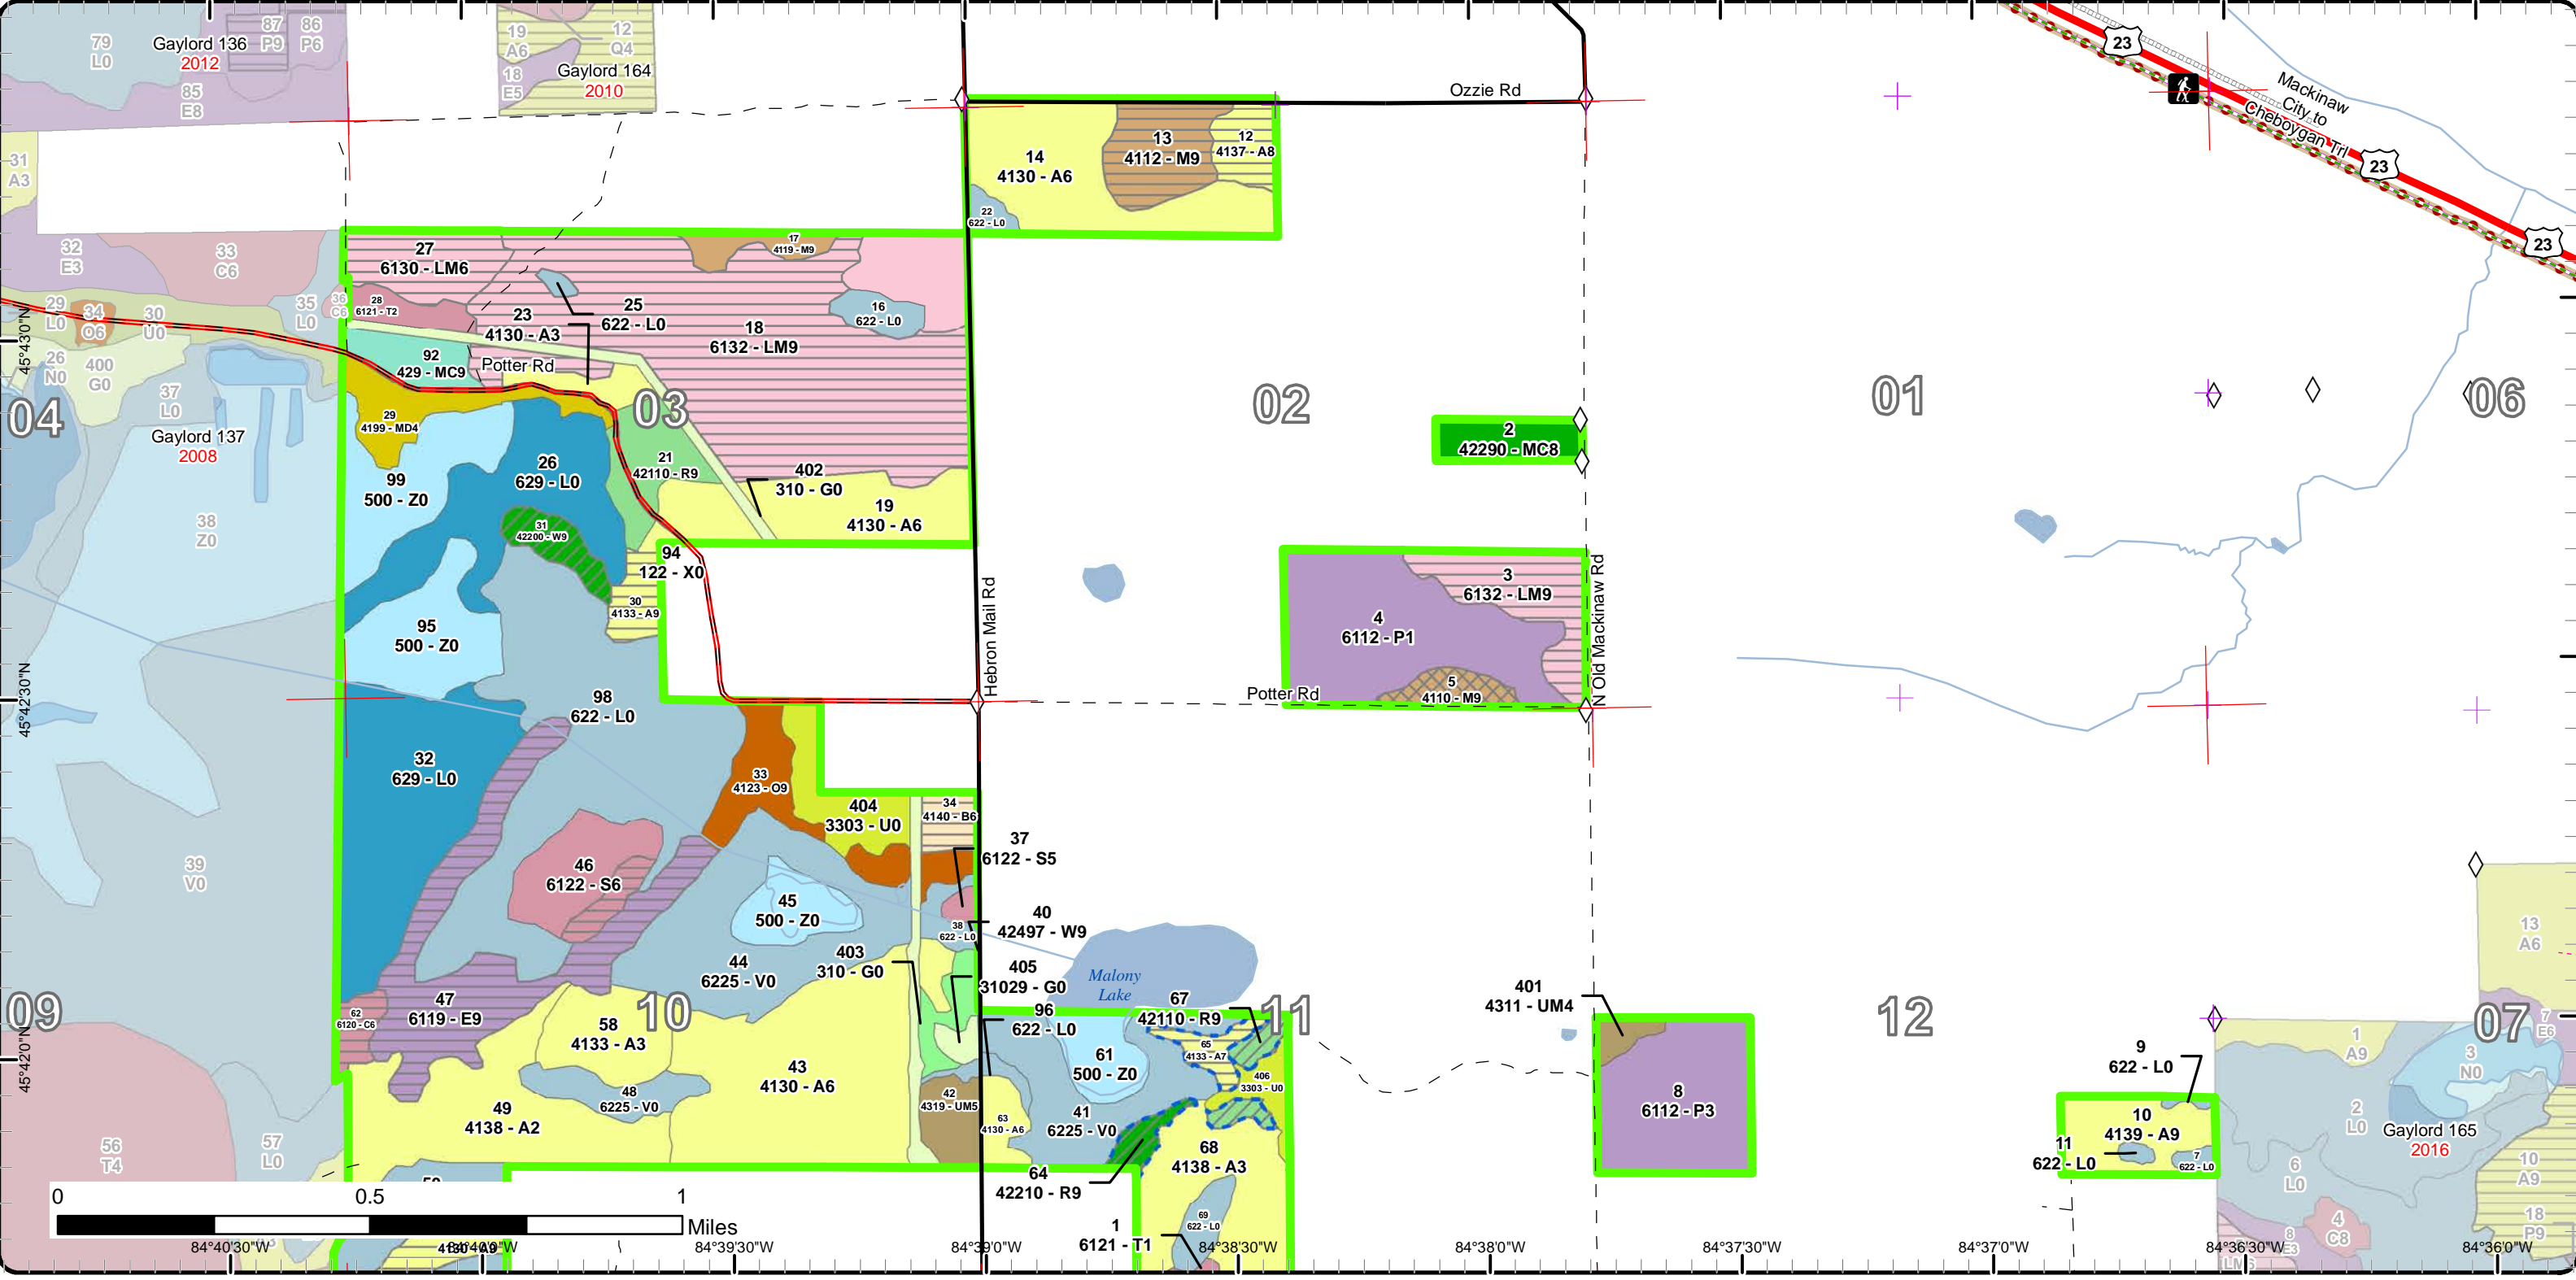 79
L0
Gaylord 136
2012
87
P9
86
P6
85
E8
19
A6
12
Q4
18
E5
Gaylord 164
2010
Ozzie Rd
23
Mackinaw
City to
Cheboygan Trl
23
23
31
A3
14
4130 - A6
13
4112 - M9
12
4137 - A8
22
622 - L0
32
E3
33
C6
27
6130 - LM6
17
4119 - M9
29
L0
34
O6
30
U0
35
L0
36
C6
28
6121 - T2
23
4130 - A3
25
622 - L0
18
6132 - LM9
16
622 - L0
45°43'0"N
26
N0
400
G0
37
L0
92
429 - MC9
Potter Rd
04
03
02
01
06
Gaylord 137
2008
29
4199 - MD4
2
42290 - MC8
99
500 - Z0
26
629 - L0
21
42110 - R9
402
310 - G0
19
4130 - A6
38
Z0
31
42200 - W9
94
122 - X0
30
4133 - A9
95
500 - Z0
Hebron Mail Rd
3
6132 - LM9
4
6112 - P1
5
4110 - M9
N Old Mackinaw Rd
Potter Rd
45°42'30"N
98
622 - L0
32
629 - L0
33
4123 - O9
404
3303 - U0
34
4140 - B6
37
6122 - S5
39
V0
46
6122 - S6
45
500 - Z0
38
622 - L0
40
42497 - W9
44
6225 - V0
403
310 - G0
405
31029 - G0
Malony
Lake
13
A6
09
62
6120 - C6
47
6119 - E9
58
4133 - A3
10
96
622 - L0
67
42110 - R9
11
401
4311 - UM4
12
07
7
E6
45°42'0"N
43
4130 - A6
61
500 - Z0
65
4133 - A7
406
3303 - U0
8
6112 - P3
9
622 - L0
1
A9
3
N0
48
6225 - V0
49
4138 - A2
42
4319 - UM5
63
4130 - A6
41
6225 - V0
68
4138 - A3
10
4139 - A9
11
622 - L0
7
622 - L0
2
L0
Gaylord 165
2016
56
T4
57
L0
64
42210 - R9
6
L0
10
A9
69
622 - L0
1
6121 - T1
4
C8
18
P9
8
E3
LM6
0
0.5
1
Miles
4130 - A9
84°40'30"W
84°40'0"W
84°39'30"W
84°39'0"W
84°38'30"W
84°38'0"W
84°37'30"W
84°37'0"W
84°36'30"W
84°36'0"W